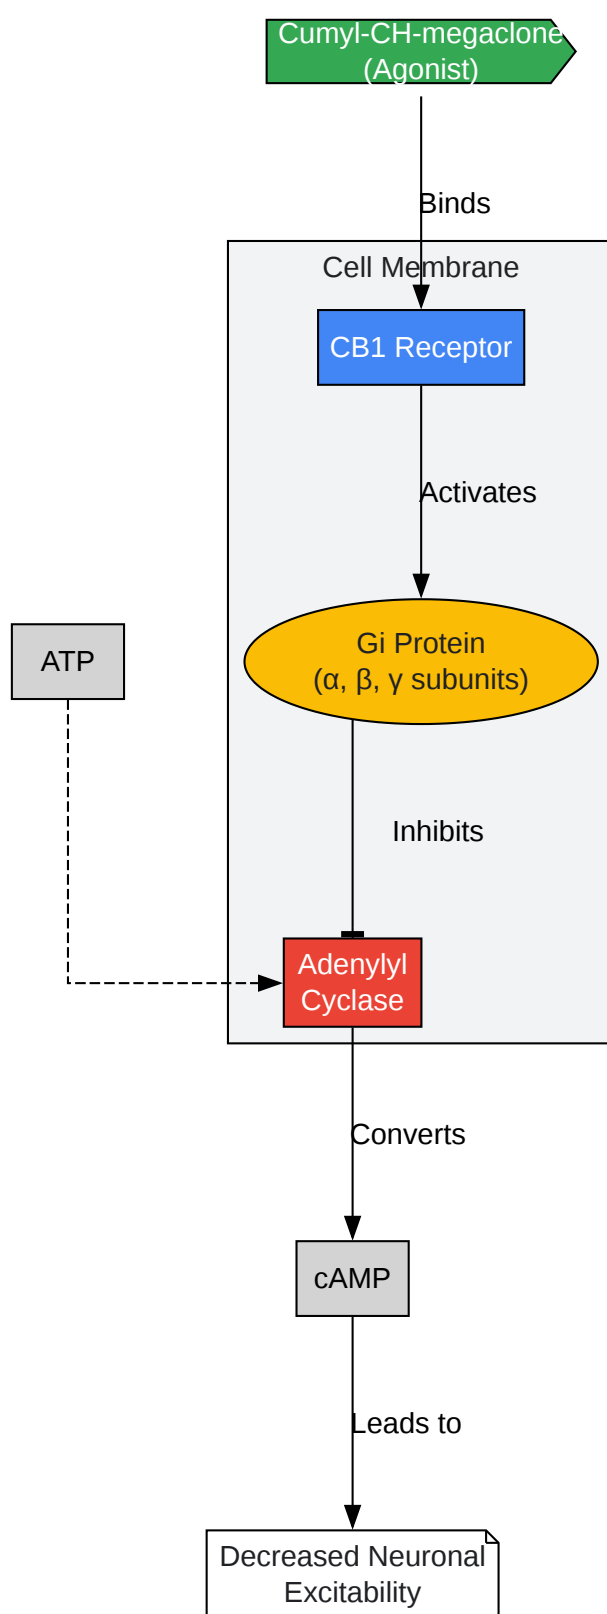 Cumyl-CH-megaclone
(Agonist)
Binds
Cell Membrane
CB1 Receptor
Activates
Gi Protein
(α, β, γ subunits)
ATP
Inhibits
Adenylyl
Cyclase
Converts
cAMP
Leads to
Decreased Neuronal
Excitability